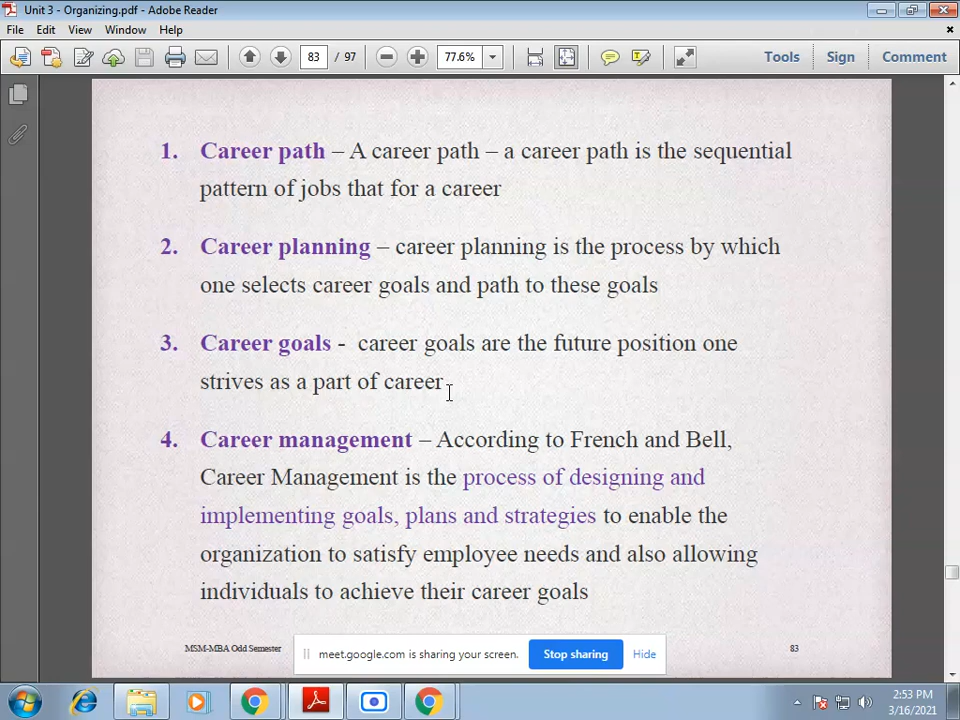 Unit 3 - Organizing.pdf - Adobe Reader
File Edit View Window Help
83 / 97 77.6% Tools Sign Comment
1. Career path – A career path – a career path is the sequential
pattern of jobs that for a career
2. Career planning – career planning is the process by which
one selects career goals and path to these goals
3. Career goals - career goals are the future position one
strives as a part of career
4. Career management – According to French and Bell,
Career Management is the process of designing and
implementing goals, plans and strategies to enable the
organization to satisfy employee needs and also allowing
individuals to achieve their career goals
MSM-MBA Odd Semester 83
meet.google.com is sharing your screen. Stop sharing Hide
2:53 PM
3/16/2021